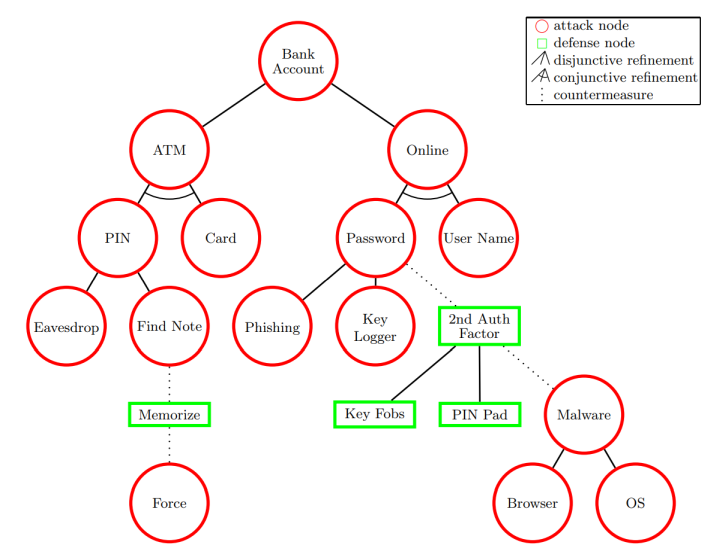 attack node
defense node
disjunctive refinement
conjunctive refinement
countermeasure
Bank
Account
ATM
Online
PIN
Card
Password
User Name
Eavesdrop
Find Note
Phishing
Key
Logger
2nd Auth
Factor
Memorize
Key Fobs
PIN Pad
Malware
Force
Browser
OS